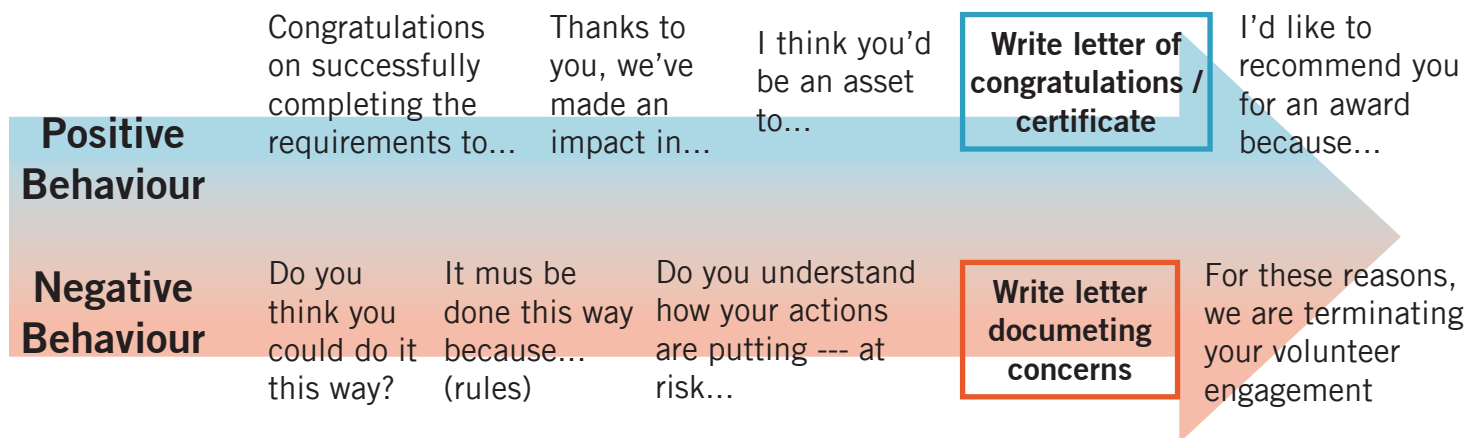 Positive
Behaviour
Congratulations
on successfully
completing the
requirements to...
Thanks to
you, we’ve
made an
impact in...
I think you’d
be an asset
to...
Write letter of
congratulations /
certificate
I’d like to
recommend you
for an award
because...
Negative
Behaviour
Do you
think you
could do it
this way?
It mus be
done this way
because...
(rules)
Do you understand
how your actions
are putting --- at
risk...
Write letter
documeting
concerns
For these reasons,
we are terminating
your volunteer
engagement